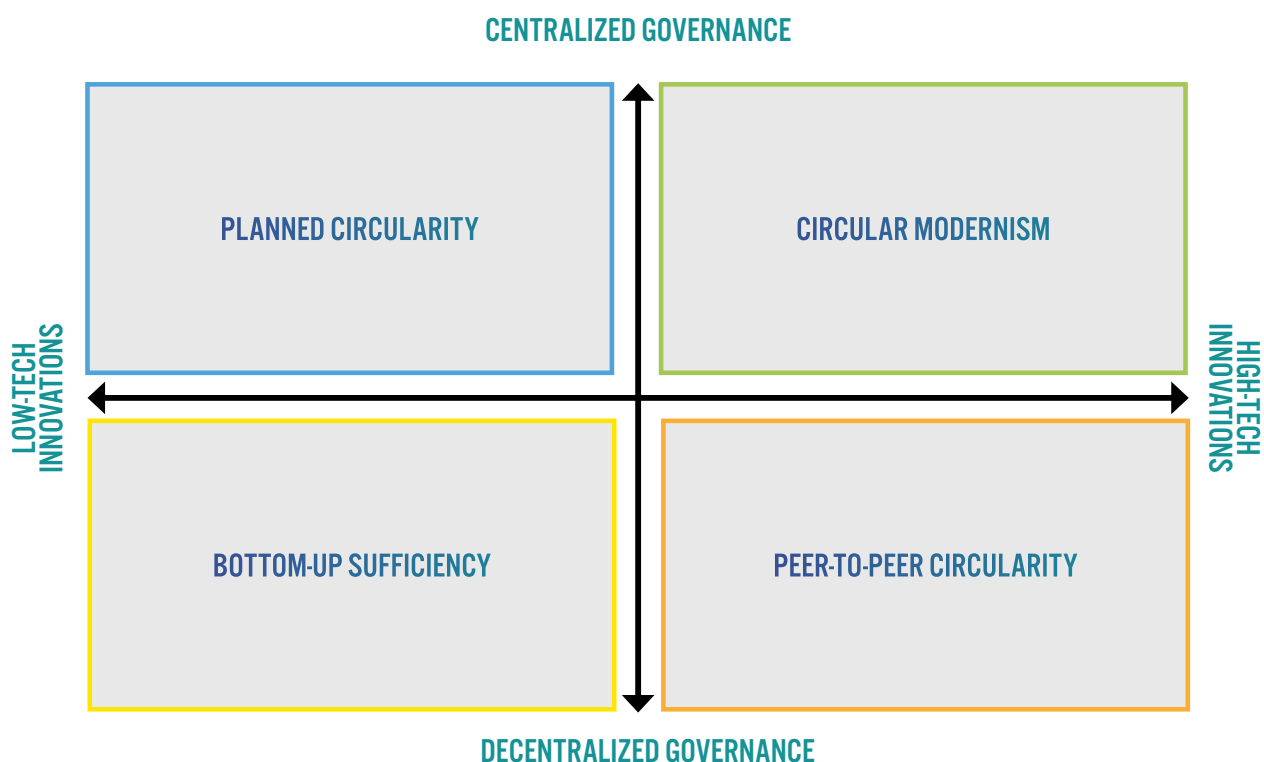 CENTRALIZED GOVERNANCE
PLANNED CIRCULARITY
CIRCULAR MODERNISM
LOW-TECH
INNOVATIONS
HIGH-TECH
INNOVATIONS
BOTTOM-UP SUFFICIENCY
PEER-TO-PEER CIRCULARITY
DECENTRALIZED GOVERNANCE